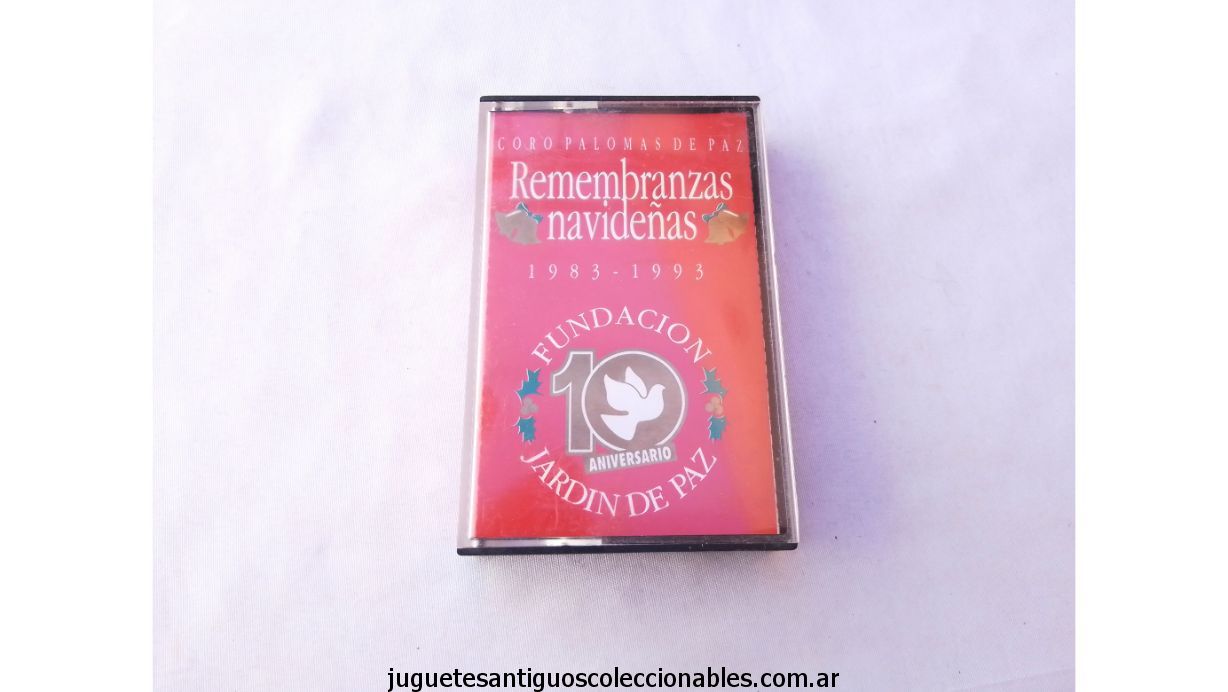 CORO PALOMAS DE PAZ
Remembranzas
navideñas
1983-1993
FUNDACION
10
ANIVERSARIO
JARDIN DE PAZ
juguetesantiguoscoleccionables.com.ar